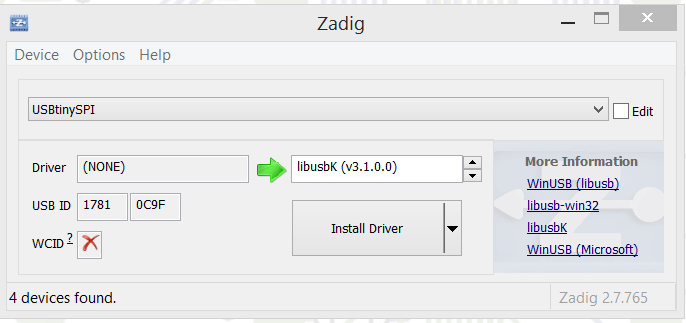 Zadig
Device Options Help
USBtinySPI
Edit
Driver (NONE) libusbK (v3.1.0.0)
USB ID 1781 0C9F
WCID ?
Install Driver
More Information
WinUSB (libusb)
libusb-win32
libusbK
WinUSB (Microsoft)
4 devices found.
Zadig 2.7.765